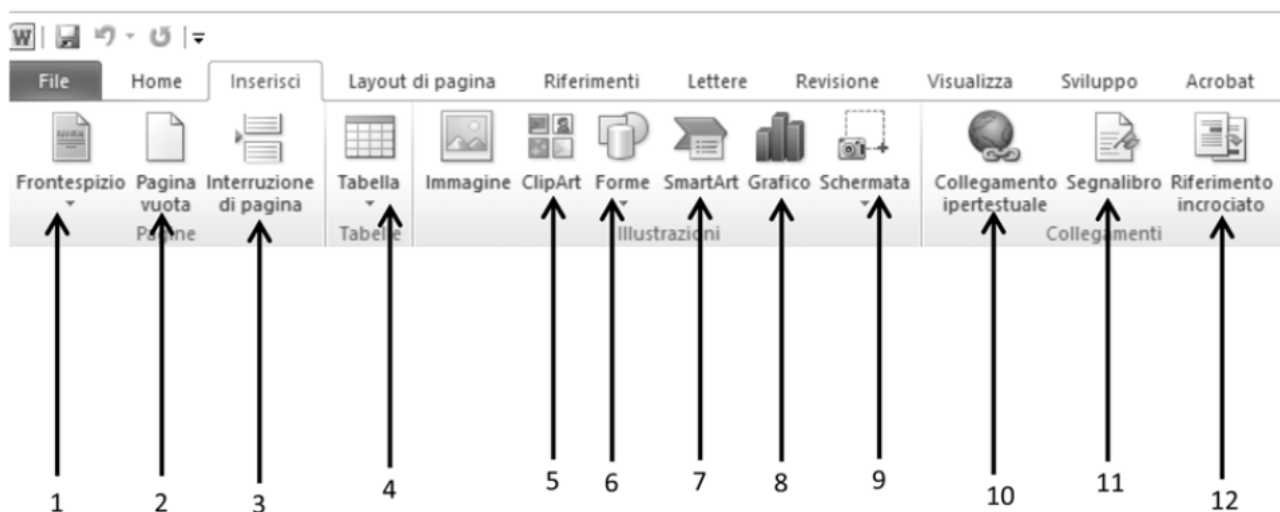 W
File Home Inserisci Layout di pagina Riferimenti Lettere Revisione Visualizza Sviluppo Acrobat
Frontespizio Pagina Interruzione Tabella Immagine ClipArt Forme SmartArt Grafico Schermata Collegamento Segnalibro Riferimento
vuota di pagina ipertestuale incrociato
Pagine Tabelle Illustrazioni Collegamenti
1 2 3 4 5 6 7 8 9 10 11 12